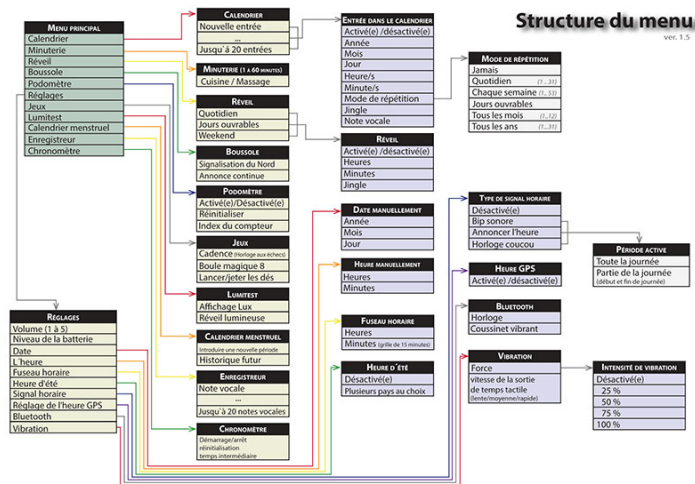 Structure du menu
ver. 1.5
MENU PRINCIPAL
Calendrier
Minuterie
Réveil
Boussole
Podomètre
Réglages
Jeux
Lumitest
Calendrier menstruel
Enregistreur
Chronomètre
RÉGLAGES
Volume (1 à 5)
Niveau de la batterie
Date
L'heure
Fuseau horaire
Heure d'été
Signal horaire
Réglage de l'heure GPS
Bluetooth
Vibration
CALENDRIER
Nouvelle entrée
...
Jusqu'à 20 entrées
MINUTERIE (1 À 60 MINUTES)
Cuisine / Massage
RÉVEIL
Quotidien
Jours ouvrables
Weekend
BOUSSOLE
Signalisation du Nord
Annonce continue
PODOMÈTRE
Activé(e)/Désactivé(e)
Réinitialiser
Index du compteur
JEUX
Cadence (Horloge aux échecs)
Boule magique 8
Lancer/jeter les dés
LUMITEST
Affichage Lux
Réveil lumineuse
CALENDRIER MENSTRUEL
Introduire une nouvelle période
Historique futur
ENREGISTREUR
Note vocale
...
Jusqu'à 20 notes vocales
CHRONOMÈTRE
Démarrage/arrêt
réinitialisation
temps intermédiaire
ENTRÉE DANS LE CALENDRIER
Activé(e) /désactivé(e)
Année
Mois
Jour
Heure/s
Minute/s
Mode de répétition
Jingle
Note vocale
RÉVEIL
Activé(e) /désactivé(e)
Heures
Minutes
Jingle
DATE MANUELLEMENT
Année
Mois
Jour
HEURE MANUELLEMENT
Heures
Minutes
FUSEAU HORAIRE
Heures
Minutes (grille de 15 minutes)
HEURE D'ÉTÉ
Désactivé(e)
Plusieurs pays au choix
MODE DE RÉPÉTITION
Jamais
Quotidien (1...31)
Chaque semaine (1...53)
Jours ouvrables
Tous les mois (1...12)
Tous les ans (1...31)
TYPE DE SIGNAL HORAIRE
Désactivé(e)
Bip sonore
Annoncer l'heure
Horloge coucou
HEURE GPS
Activé(e) /désactivé(e)
BLUETOOTH
Horloge
Coussinet vibrant
VIBRATION
Force
vitesse de la sortie
de temps tactile
(lente/moyenne/rapide)
PÉRIODE ACTIVE
Toute la journée
Partie de la journée
(début et fin de journée)
INTENSITÉ DE VIBRATION
Désactivé(e)
25 %
50 %
75 %
100 %